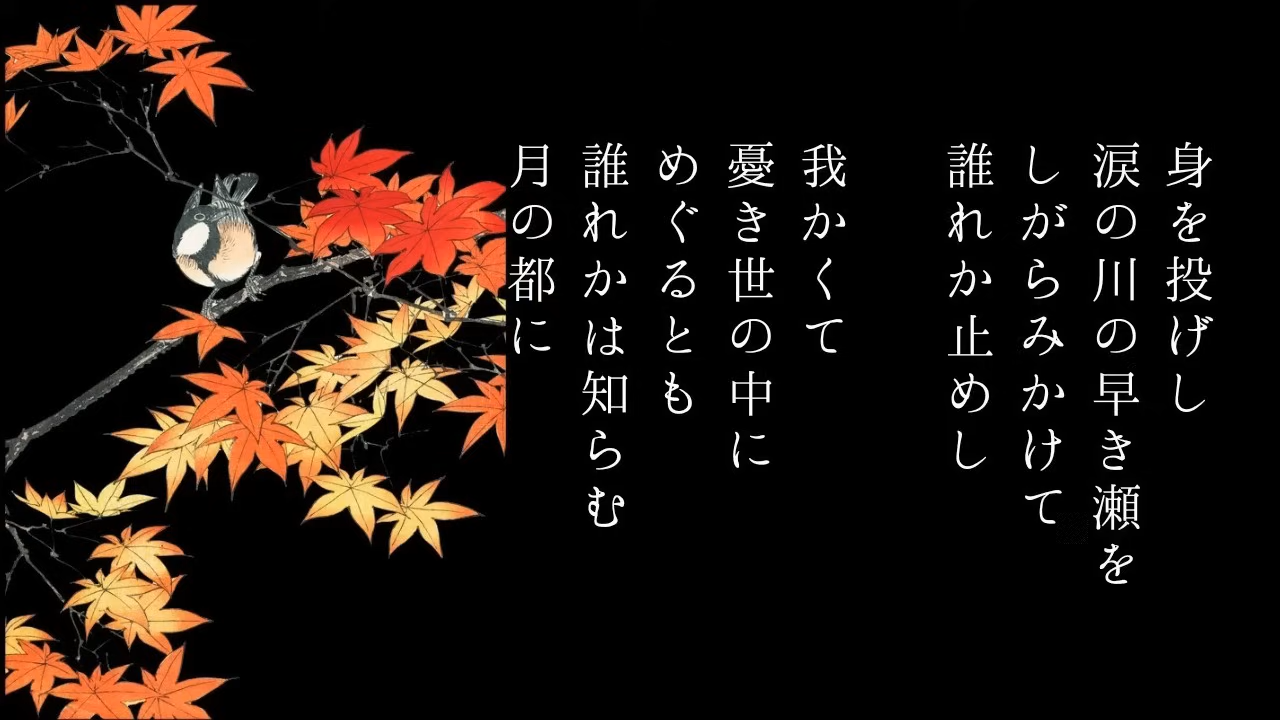 身を投げし
涙の川の早き瀬を
しがらみかけて
誰れか止めし
我かくて
憂き世の中に
めぐるとも
誰れかは知らむ
月の都に